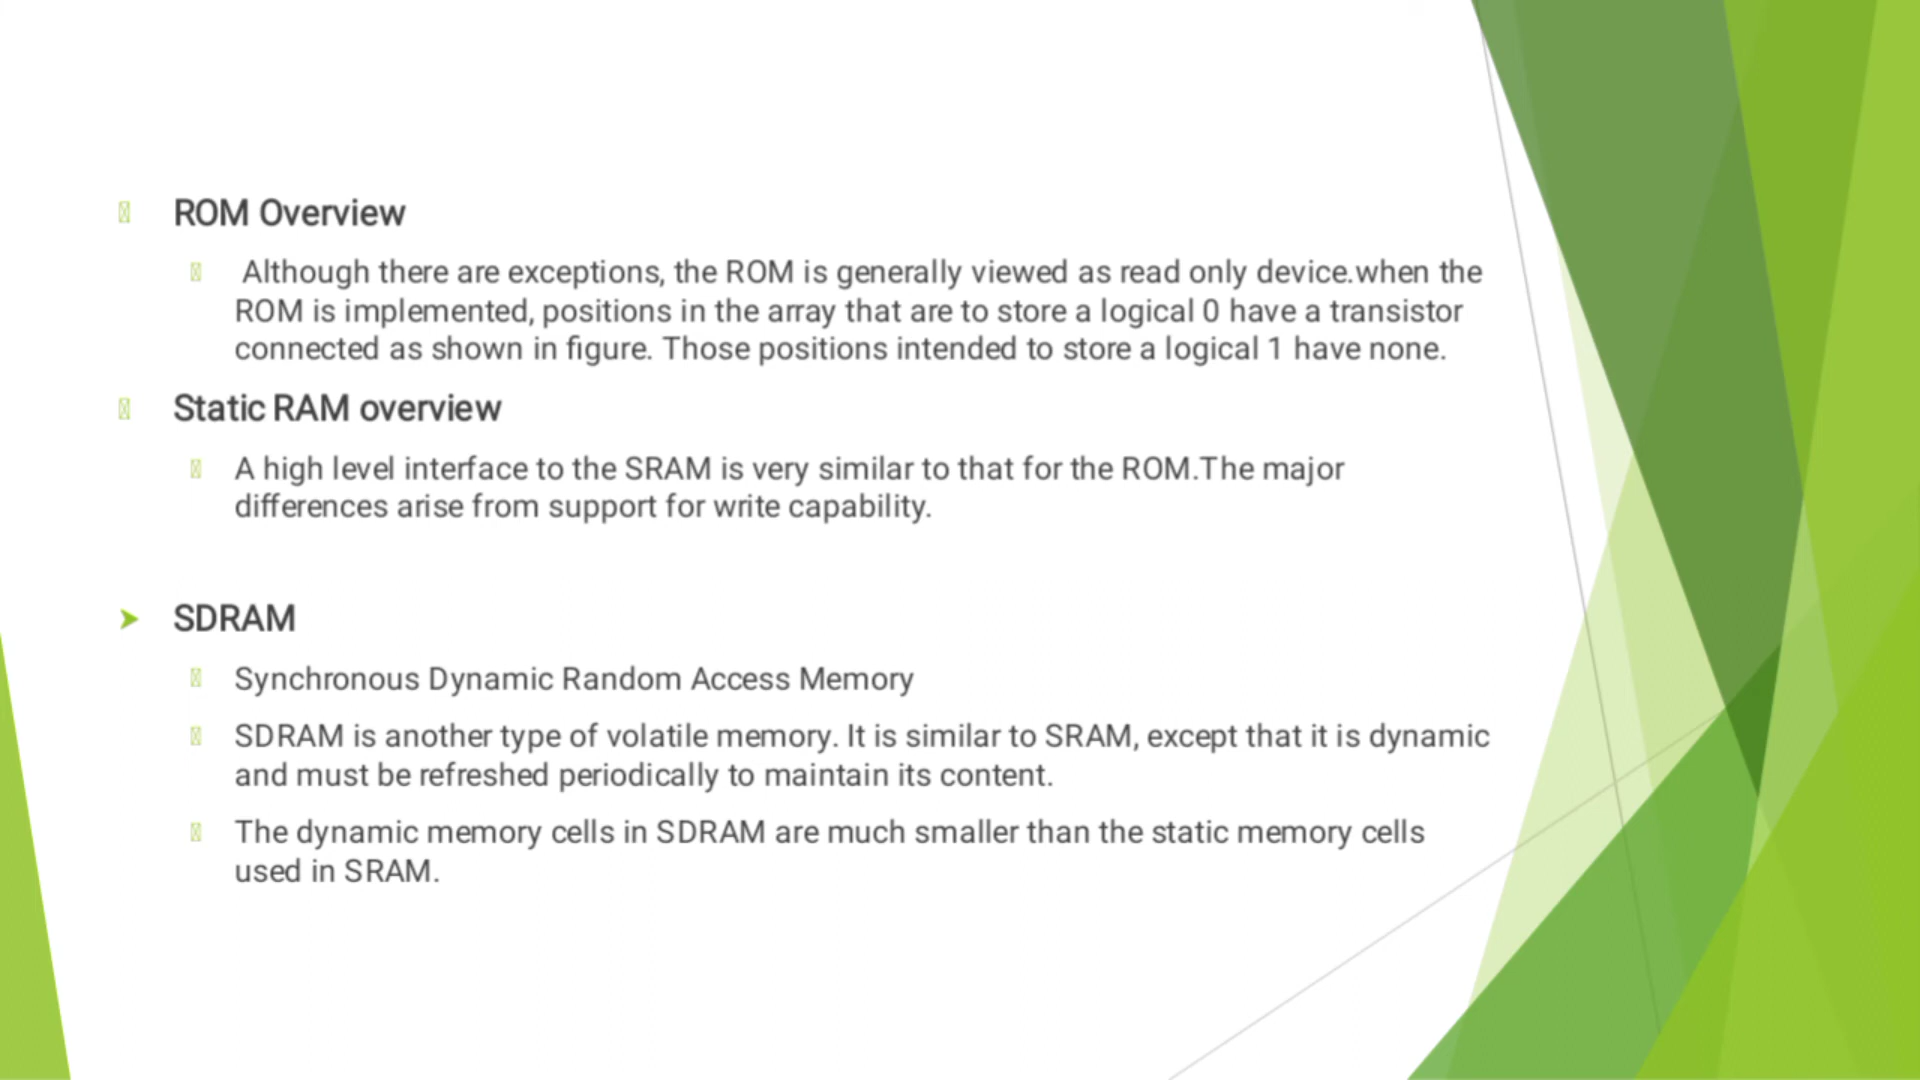 ROM Overview
Although there are exceptions, the ROM is generally viewed as read only device.when the
ROM is implemented, positions in the array that are to store a logical 0 have a transistor
connected as shown in figure. Those positions intended to store a logical 1 have none.
Static RAM overview
A high level interface to the SRAM is very similar to that for the ROM.The major
differences arise from support for write capability.
SDRAM
Synchronous Dynamic Random Access Memory
SDRAM is another type of volatile memory. It is similar to SRAM, except that it is dynamic
and must be refreshed periodically to maintain its content.
The dynamic memory cells in SDRAM are much smaller than the static memory cells
used in SRAM.